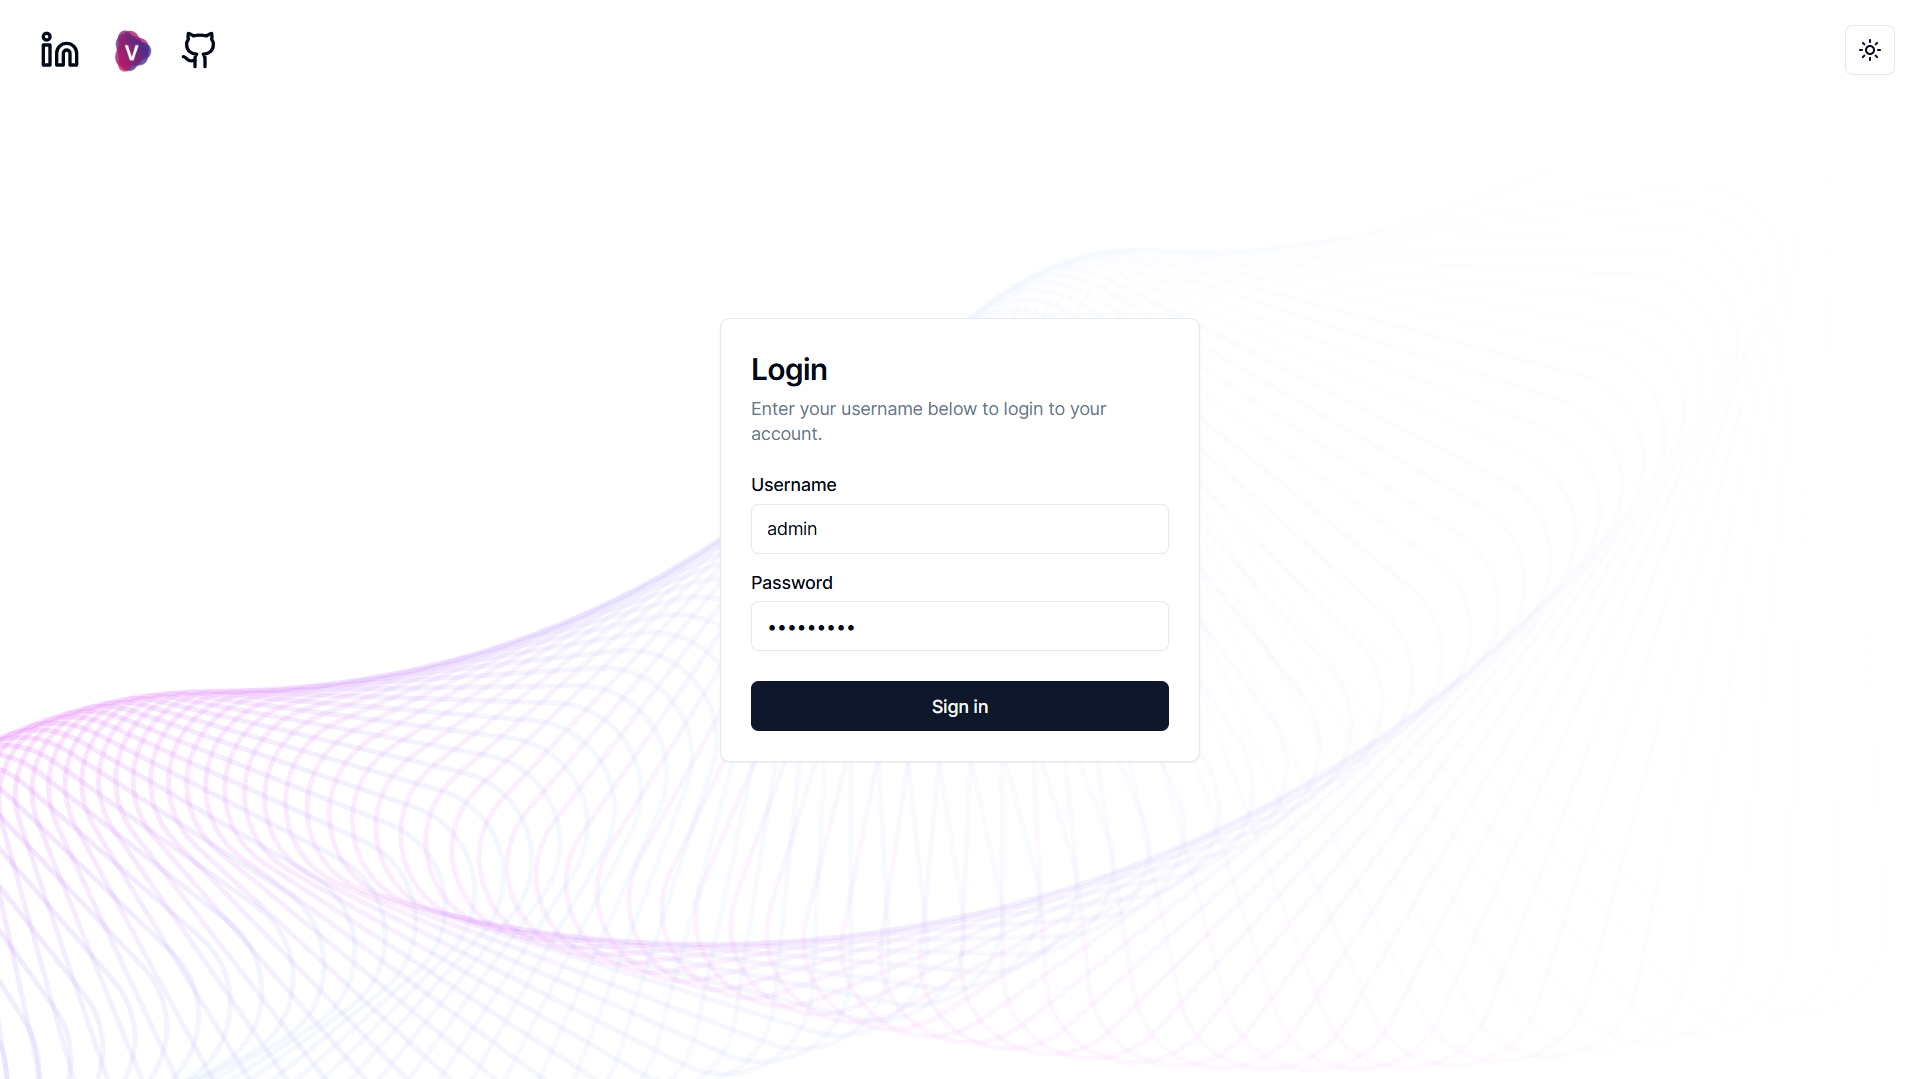 V
Login
Enter your username below to login to your
account.
Username
admin
Password
•••••••••
Sign in